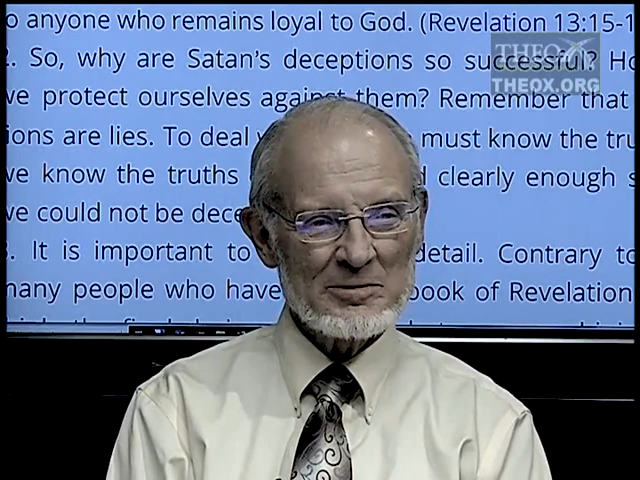 o anyone who remains loyal to God. (Revelation 13:15-1
2. So, why are Satan's deceptions so successful? Ho
we protect ourselves against them? Remember that
ions are lies. To deal must know the tru
we know the truths clearly enough s
we could not be dece
3. It is important to detail. Contrary to
many people who have book of Revelation
THEOX
THEOX.ORG